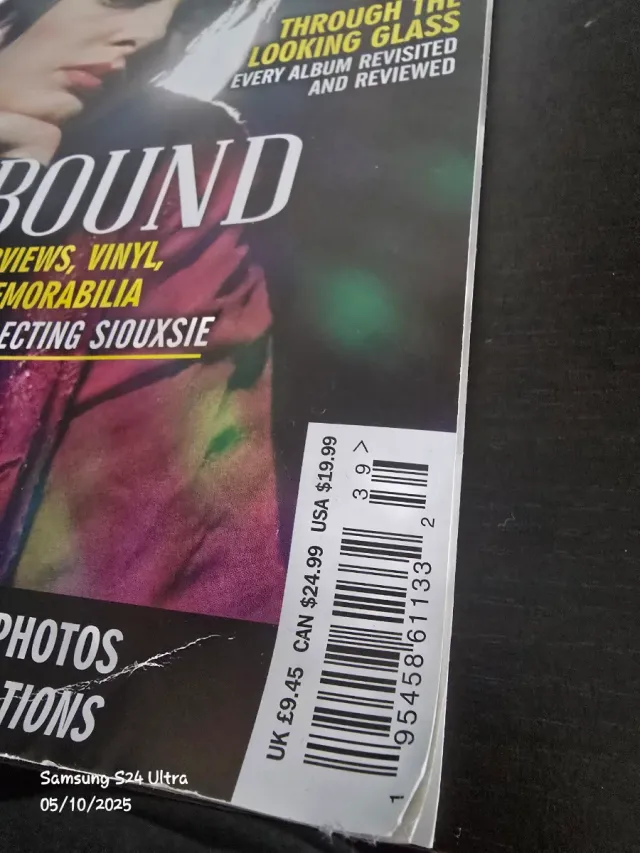 THROUGH THE
LOOKING GLASS
EVERY ALBUM REVISITED
AND REVIEWED
BOUND
VIEWS, VINYL,
EMORABILIA
ECTING SIOUXSIE
PHOTOS
TIONS
UK £9.45 CAN $24.99 USA $19.99
39>
1 95458 61133 2
Samsung S24 Ultra
05/10/2025